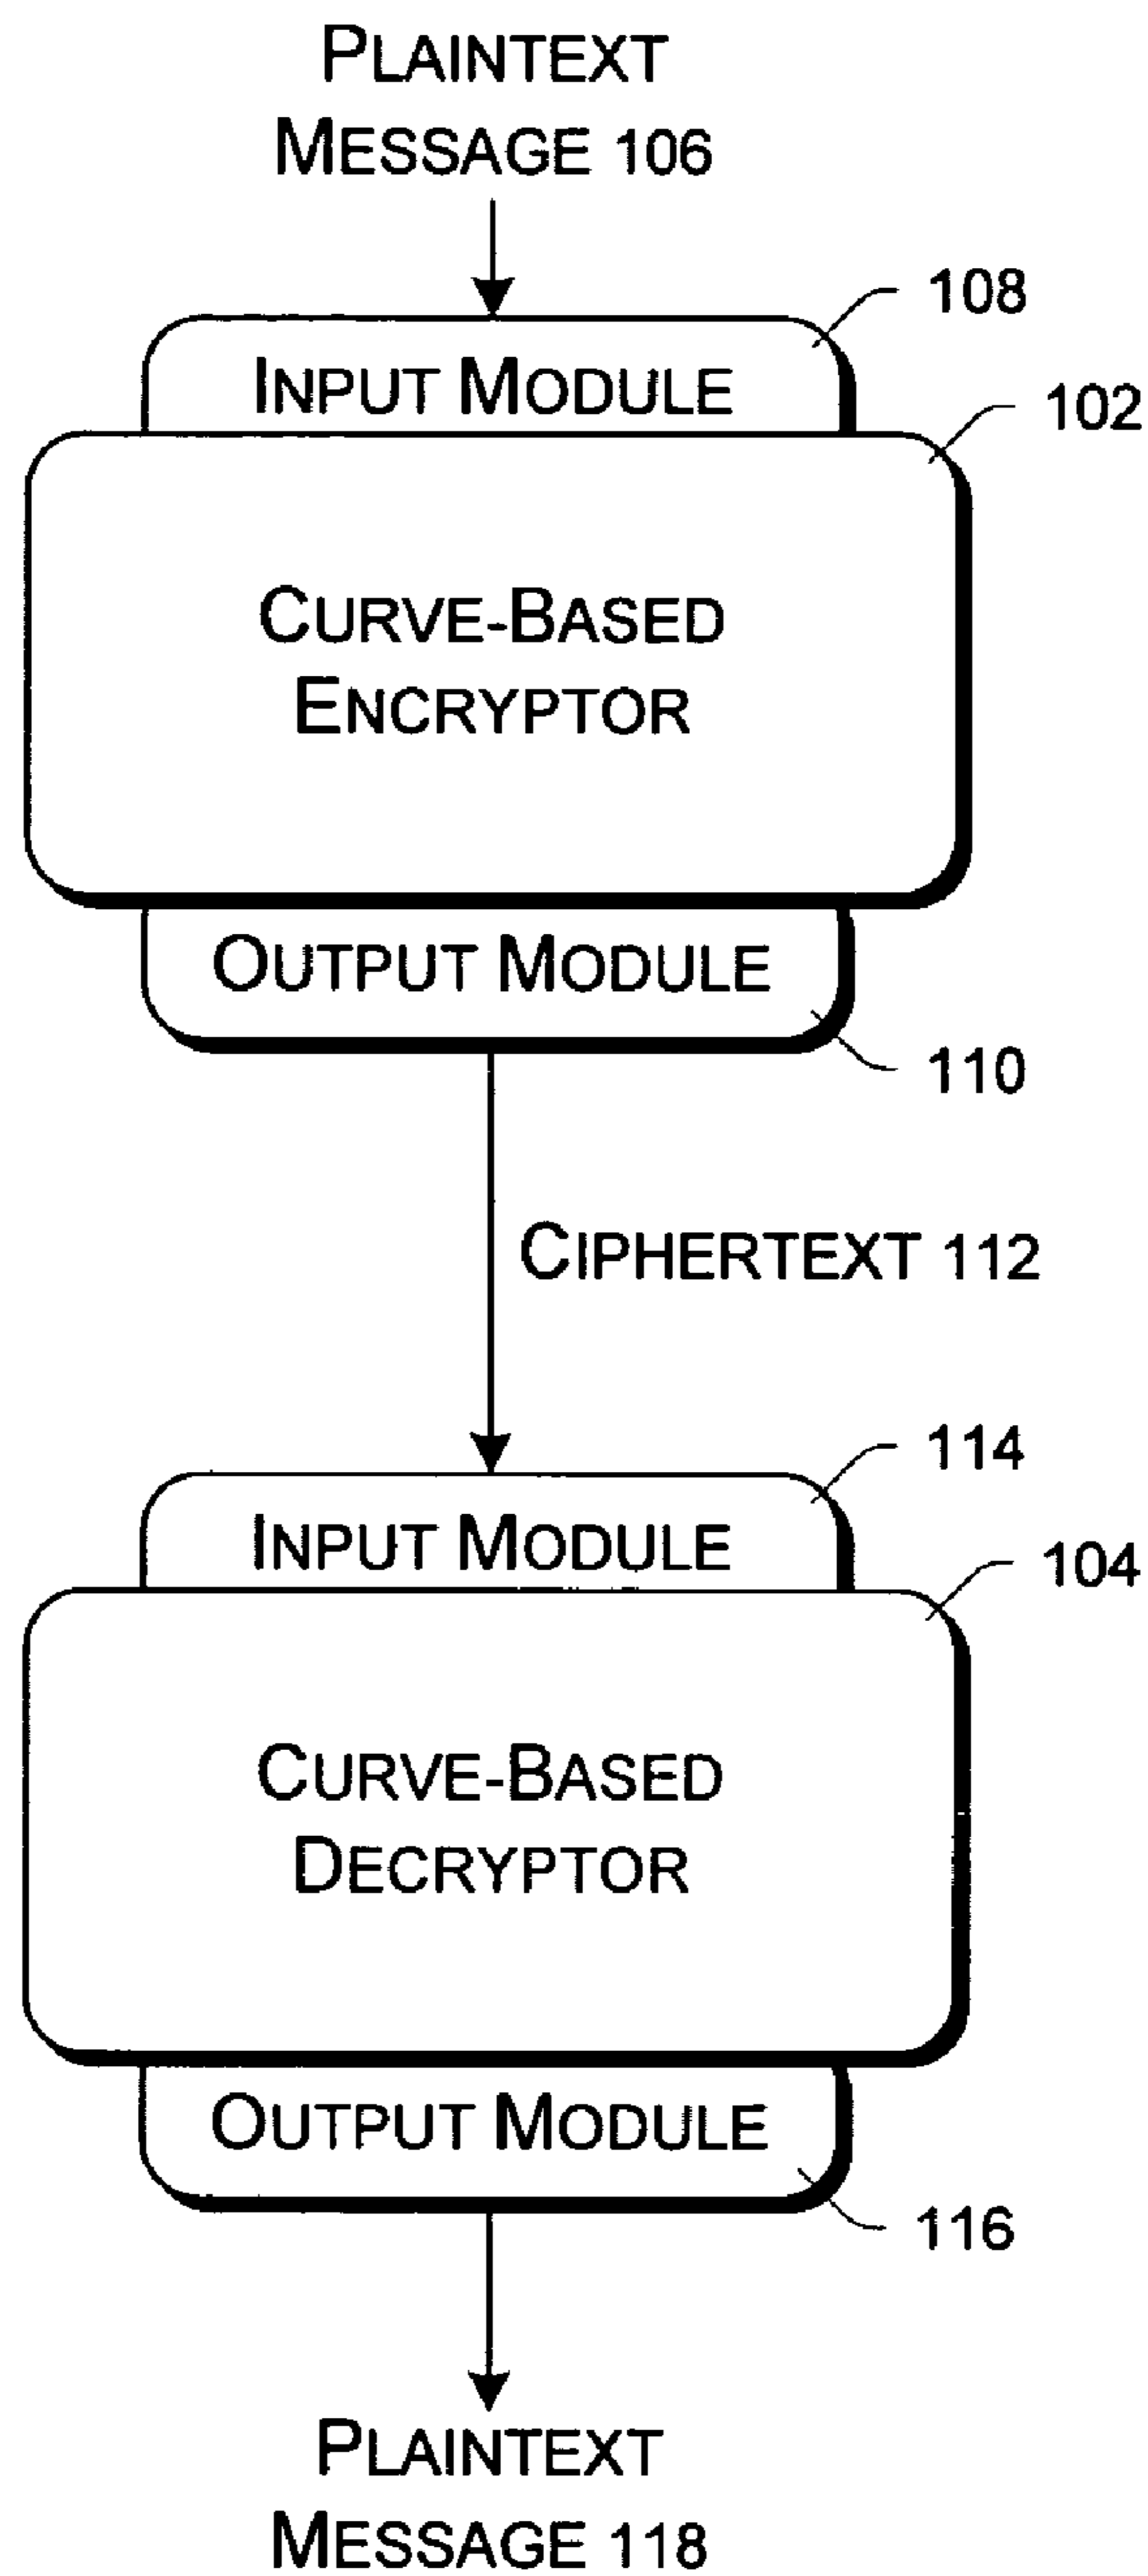 PLAINTEXT
MESSAGE 106
108
INPUT MODULE
102
CURVE-BASED
ENCRYPTOR
OUTPUT MODULE
110
CIPHERTEXT 112
114
INPUT MODULE
104
CURVE-BASED
DECRYPTOR
OUTPUT MODULE
116
PLAINTEXT
MESSAGE 118